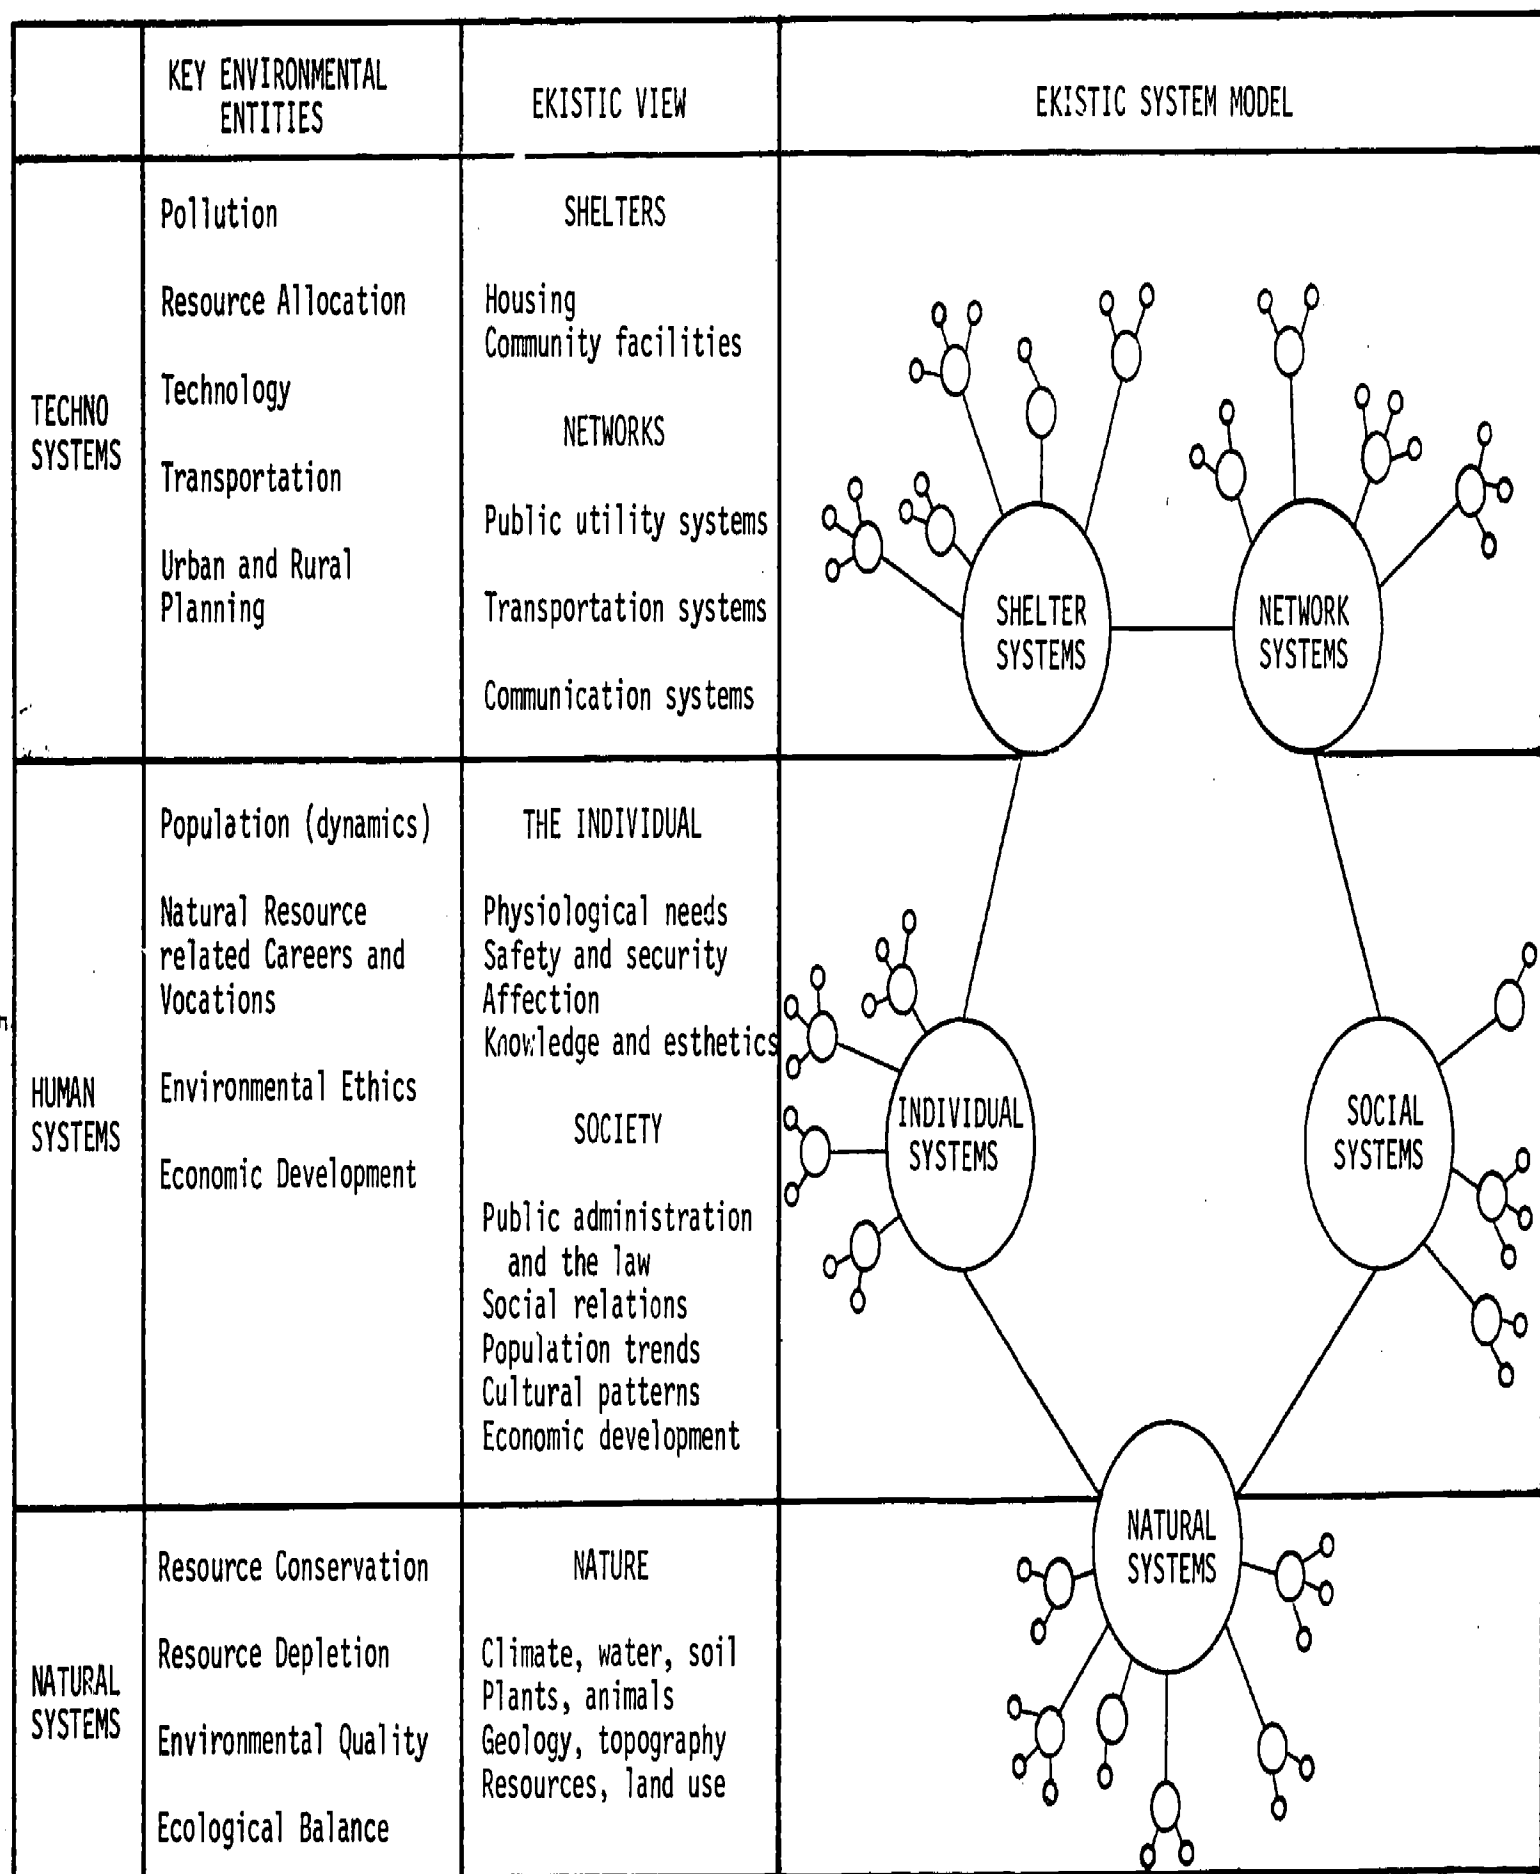 KEY ENVIRONMENTAL
ENTITIES
EKISTIC VIEW
EKISTIC SYSTEM MODEL
TECHNO
SYSTEMS
Pollution
Resource Allocation
Technology
Transportation
Urban and Rural
Planning
SHELTERS
Housing
Community facilities
NETWORKS
Public utility systems
Transportation systems
Communication systems
SHELTER
SYSTEMS
NETWORK
SYSTEMS
HUMAN
SYSTEMS
Population (dynamics)
Natural Resource
related Careers and
Vocations
Environmental Ethics
Economic Development
THE INDIVIDUAL
Physiological needs
Safety and security
Affection
Knowledge and esthetics
SOCIETY
Public administration
and the law
Social relations
Population trends
Cultural patterns
Economic development
INDIVIDUAL
SYSTEMS
SOCIAL
SYSTEMS
NATURAL
SYSTEMS
Resource Conservation
Resource Depletion
Environmental Quality
Ecological Balance
NATURE
Climate, water, soil
Plants, animals
Geology, topography
Resources, land use
NATURAL
SYSTEMS